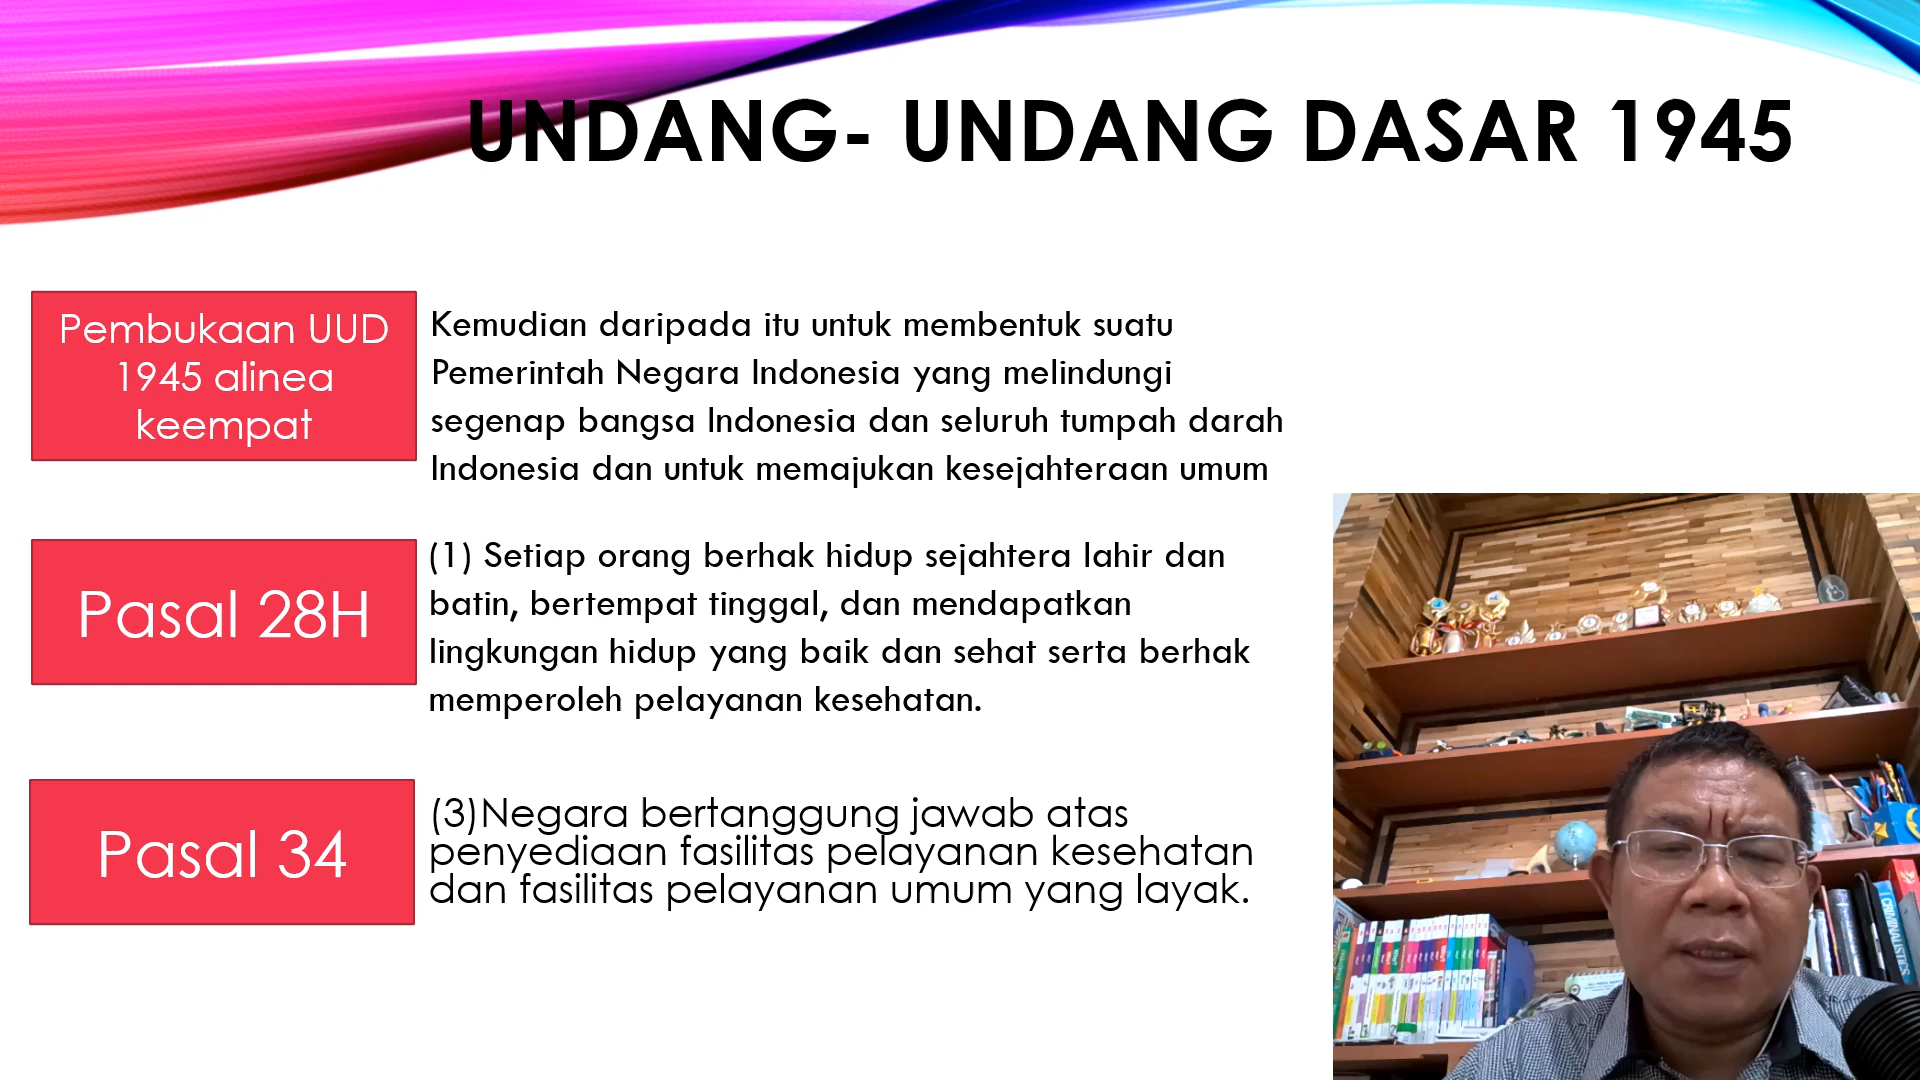 UNDANG- UNDANG DASAR 1945
Pembukaan UUD
1945 alinea
keempat
Kemudian daripada itu untuk membentuk suatu
Pemerintah Negara Indonesia yang melindungi
segenap bangsa Indonesia dan seluruh tumpah darah
Indonesia dan untuk memajukan kesejahteraan umum
Pasal 28H
(1) Setiap orang berhak hidup sejahtera lahir dan
batin, bertempat tinggal, dan mendapatkan
lingkungan hidup yang baik dan sehat serta berhak
memperoleh pelayanan kesehatan.
Pasal 34
(3)Negara bertanggung jawab atas
penyediaan fasilitas pelayanan kesehatan
dan fasilitas pelayanan umum yang layak.
CRIMINALISTICS